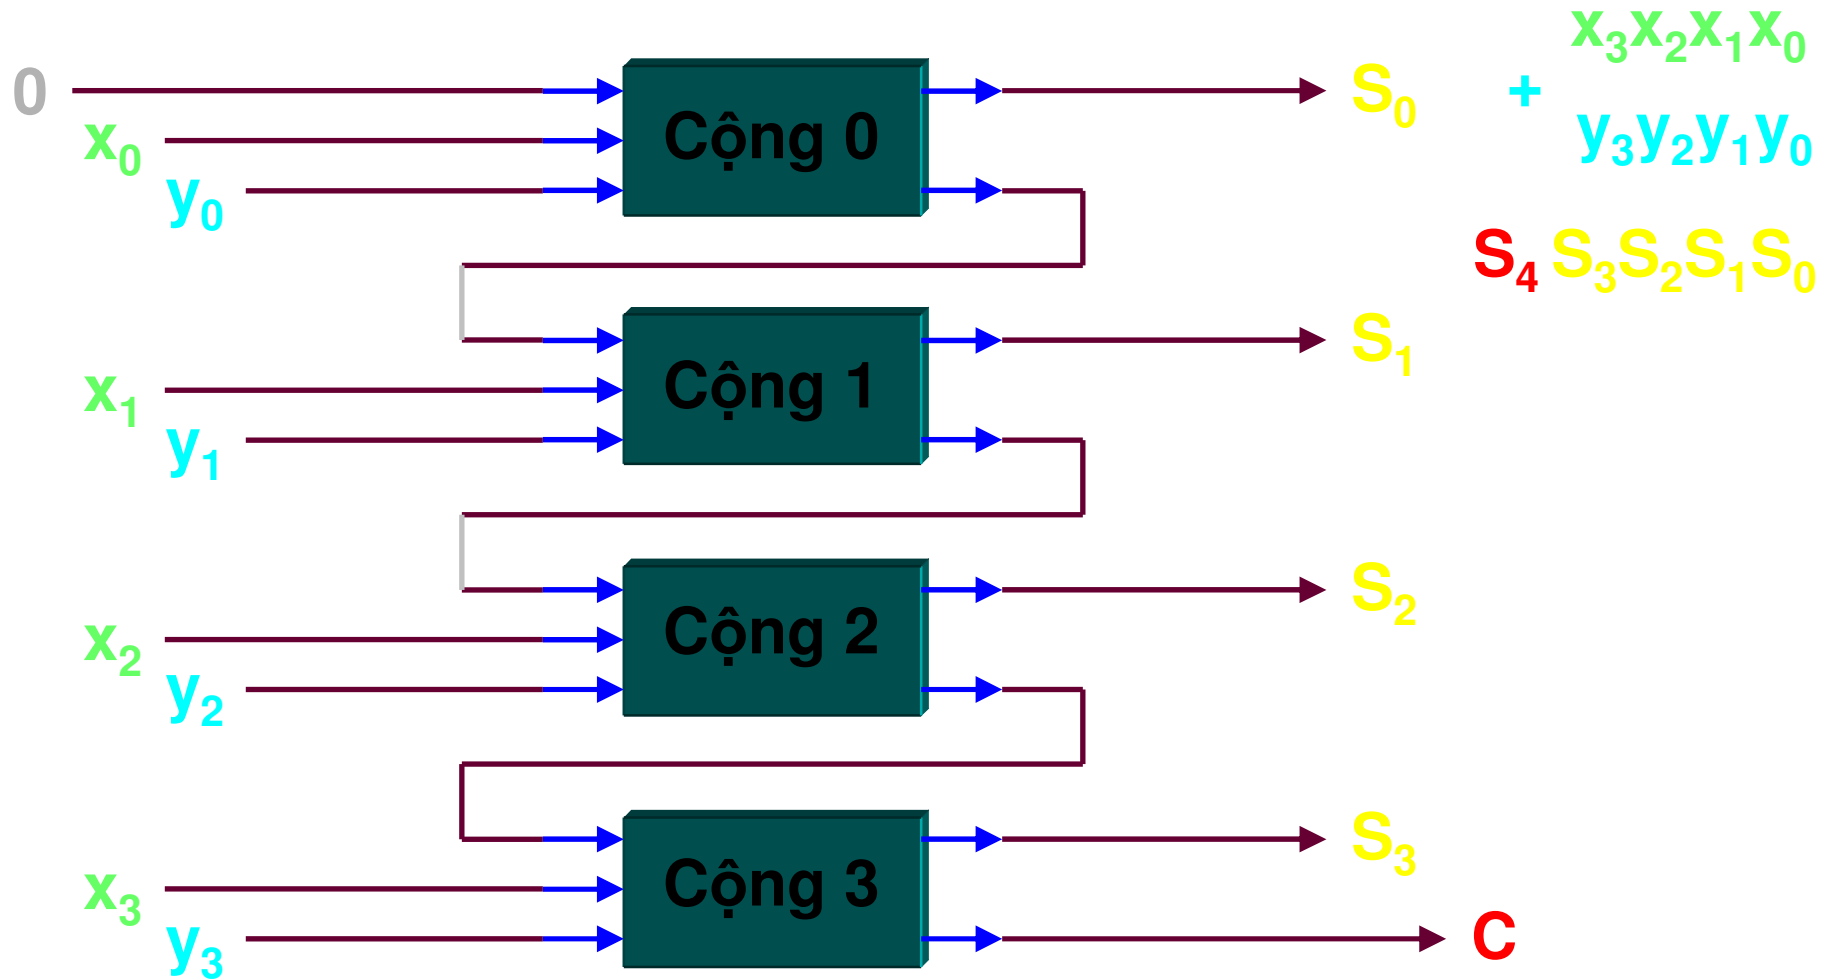 0
x₀
y₀
Cộng 0
S₀
x₃x₂x₁x₀
+
y₃y₂y₁y₀
S₄ S₃S₂S₁S₀
x₁
y₁
Cộng 1
S₁
x₂
y₂
Cộng 2
S₂
x₃
y₃
Cộng 3
S₃
C